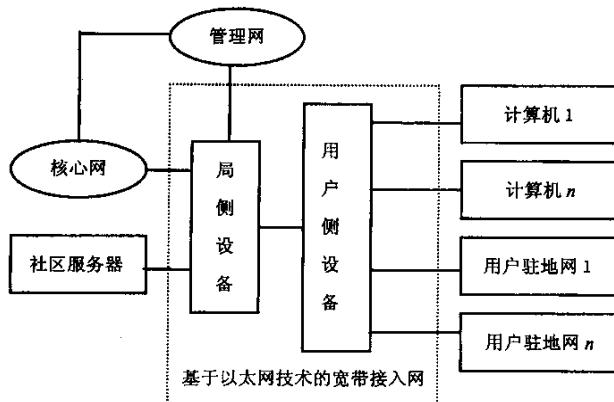 管理网
核心网
社区服务器
局侧设备
用户侧设备
计算机 1
计算机 n
用户驻地网 1
用户驻地网 n
基于以太网技术的宽带接入网